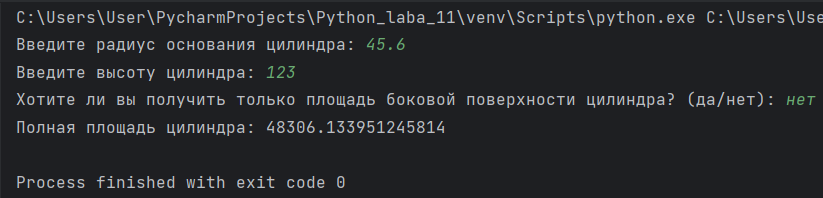 C:\Users\User\PycharmProjects\Python_laba_11\venv\Scripts\python.exe C:\Users\Use
Введите радиус основания цилиндра: 45.6
Введите высоту цилиндра: 123
Хотите ли вы получить только площадь боковой поверхности цилиндра? (да/нет): нет
Полная площадь цилиндра: 48306.133951245814
Process finished with exit code 0